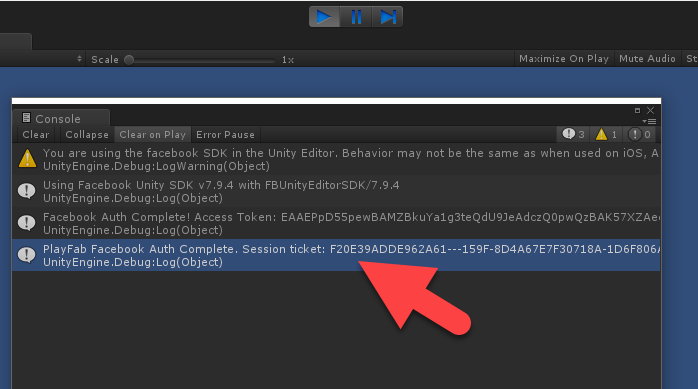 Scale 1x Maximize On Play Mute Audio St
Console
Clear Collapse Clear on Play Error Pause 3 1 0
You are using the facebook SDK in the Unity Editor. Behavior may not be the same as when used on iOS, A
UnityEngine.Debug:LogWarning(Object)
Using Facebook Unity SDK v7.9.4 with FBUnityEditorSDK/7.9.4
UnityEngine.Debug:Log(Object)
Facebook Auth Complete! Access Token: EAAEPpD55pewBAMZBkuYa1g3teQdU9JeAdczQ0pwQzBAK57XZAe
UnityEngine.Debug:Log(Object)
PlayFab Facebook Auth Complete. Session ticket: F20E39ADDE962A61---159F-8D4A67E7F30718A-1D6F806A
UnityEngine.Debug:Log(Object)